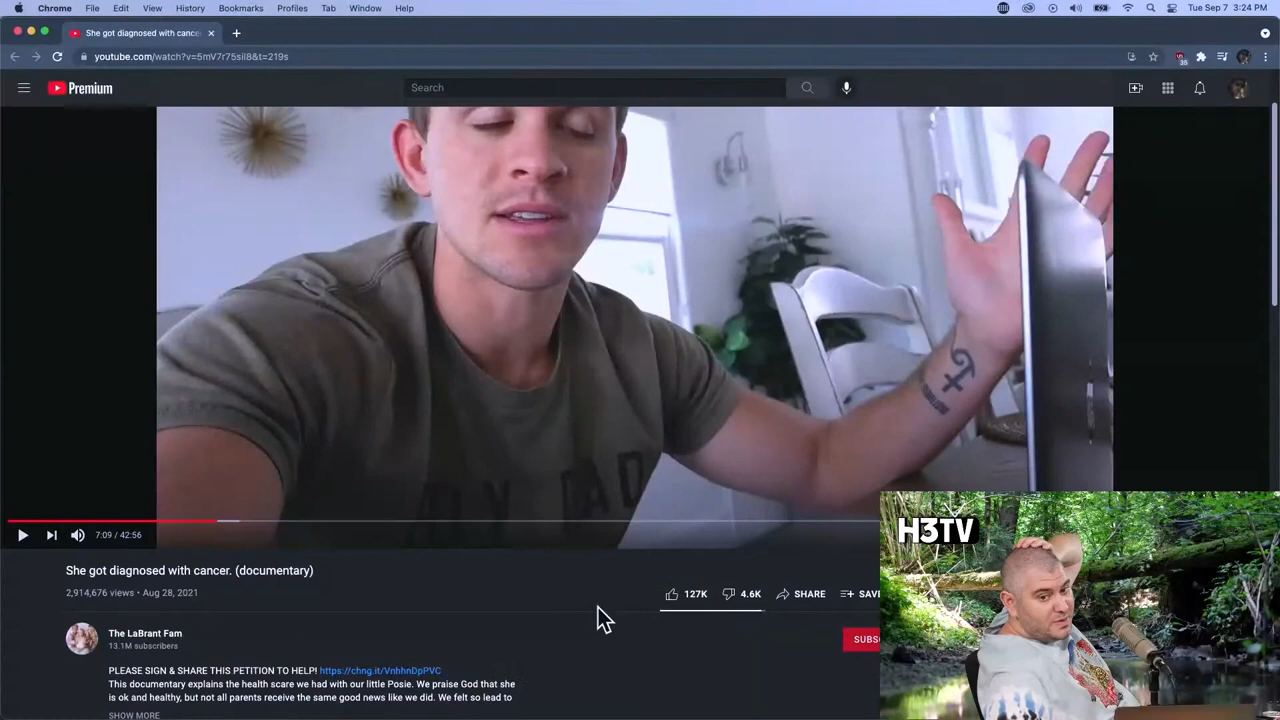 Chrome File Edit View History Bookmarks Profiles Tab Window Help Tue Sep 7 3:24 PM
She got diagnosed with cance
youtube.com/watch?v=5mV7r75sil8&t=219s
35
Premium
Search
MY DAD
7:09 / 42:56
H3TV
She got diagnosed with cancer. (documentary)
2,914,676 views • Aug 28, 2021
127K 4.6K SHARE SAV
The LaBrant Fam
13.1M subscribers
SUBS
PLEASE SIGN & SHARE THIS PETITION TO HELP! https://chng.it/VnhhnDpPVC
This documentary explains the health scare we had with our little Posie. We praise God that she
is ok and healthy, but not all parents receive the same good news like we did. We felt so lead to
SHOW MORE